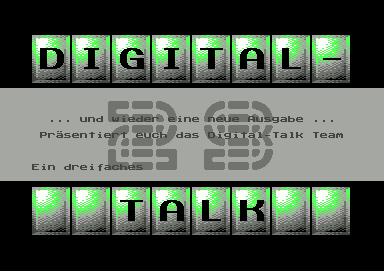 DIGITAL-
... und wieder eine neue Ausgabe ...
Präsentiert euch das Digital-Talk Team
Ein dreifaches
TALK